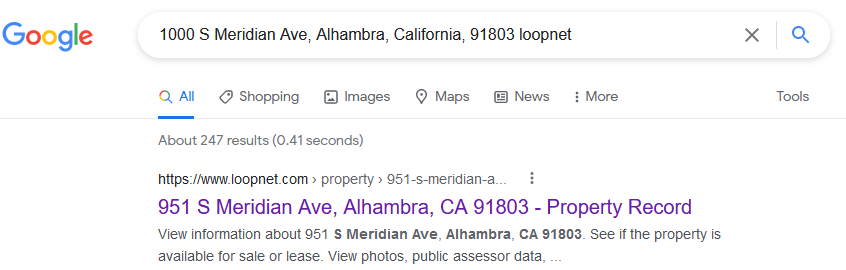 Google
1000 S Meridian Ave, Alhambra, California, 91803 loopnet
All Shopping Images Maps News More Tools
About 247 results (0.41 seconds)
https://www.loopnet.com › property › 951-s-meridian-a...
951 S Meridian Ave, Alhambra, CA 91803 - Property Record
View information about 951 S Meridian Ave, Alhambra, CA 91803. See if the property is
available for sale or lease. View photos, public assessor data, ...